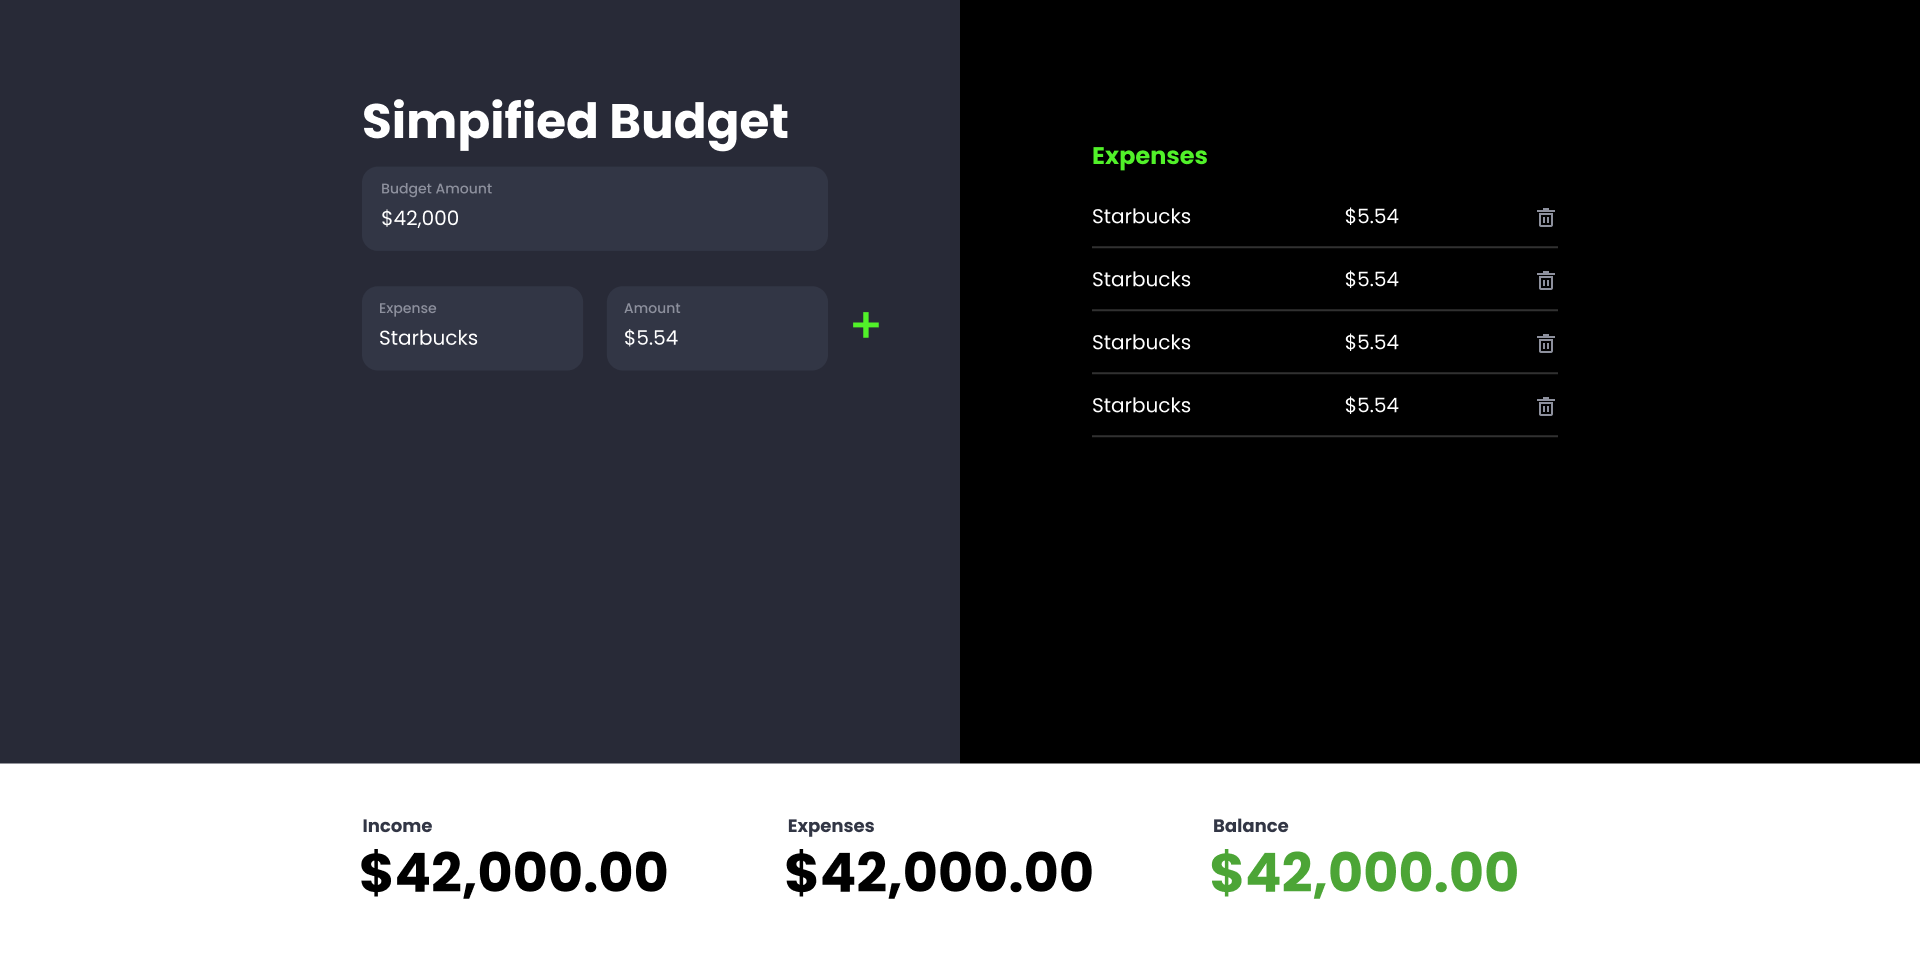 Simpified Budget
Budget Amount
$42,000
Expense
Starbucks
Amount
$5.54
Expenses
Starbucks $5.54
Starbucks $5.54
Starbucks $5.54
Starbucks $5.54
Income
$42,000.00
Expenses
$42,000.00
Balance
$42,000.00